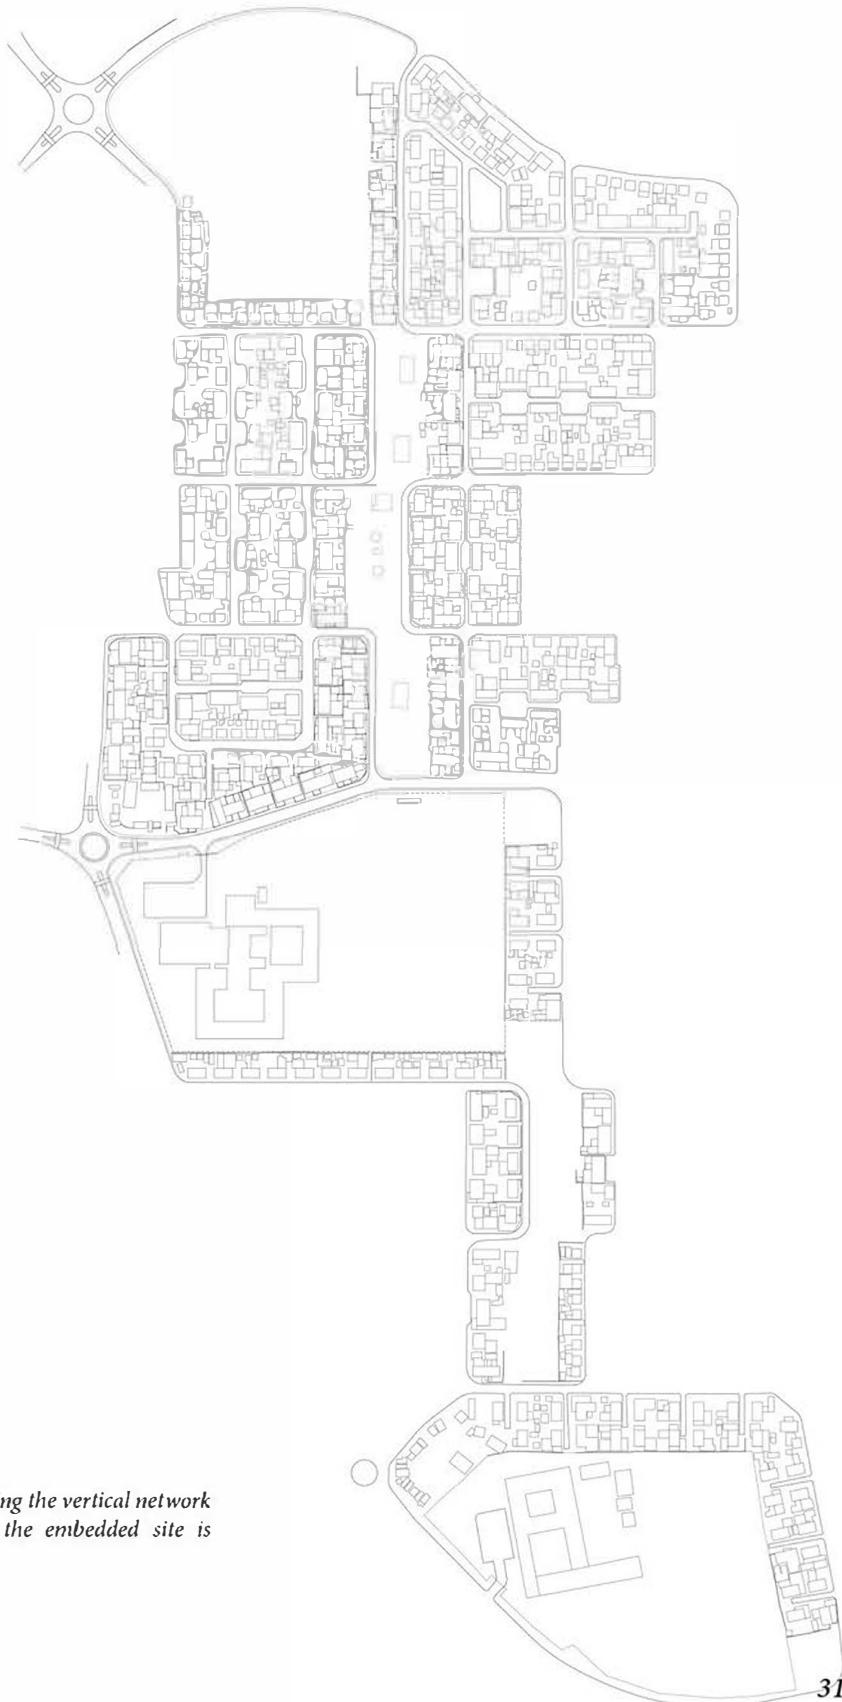 ng the vertical network
the embedded site is
31